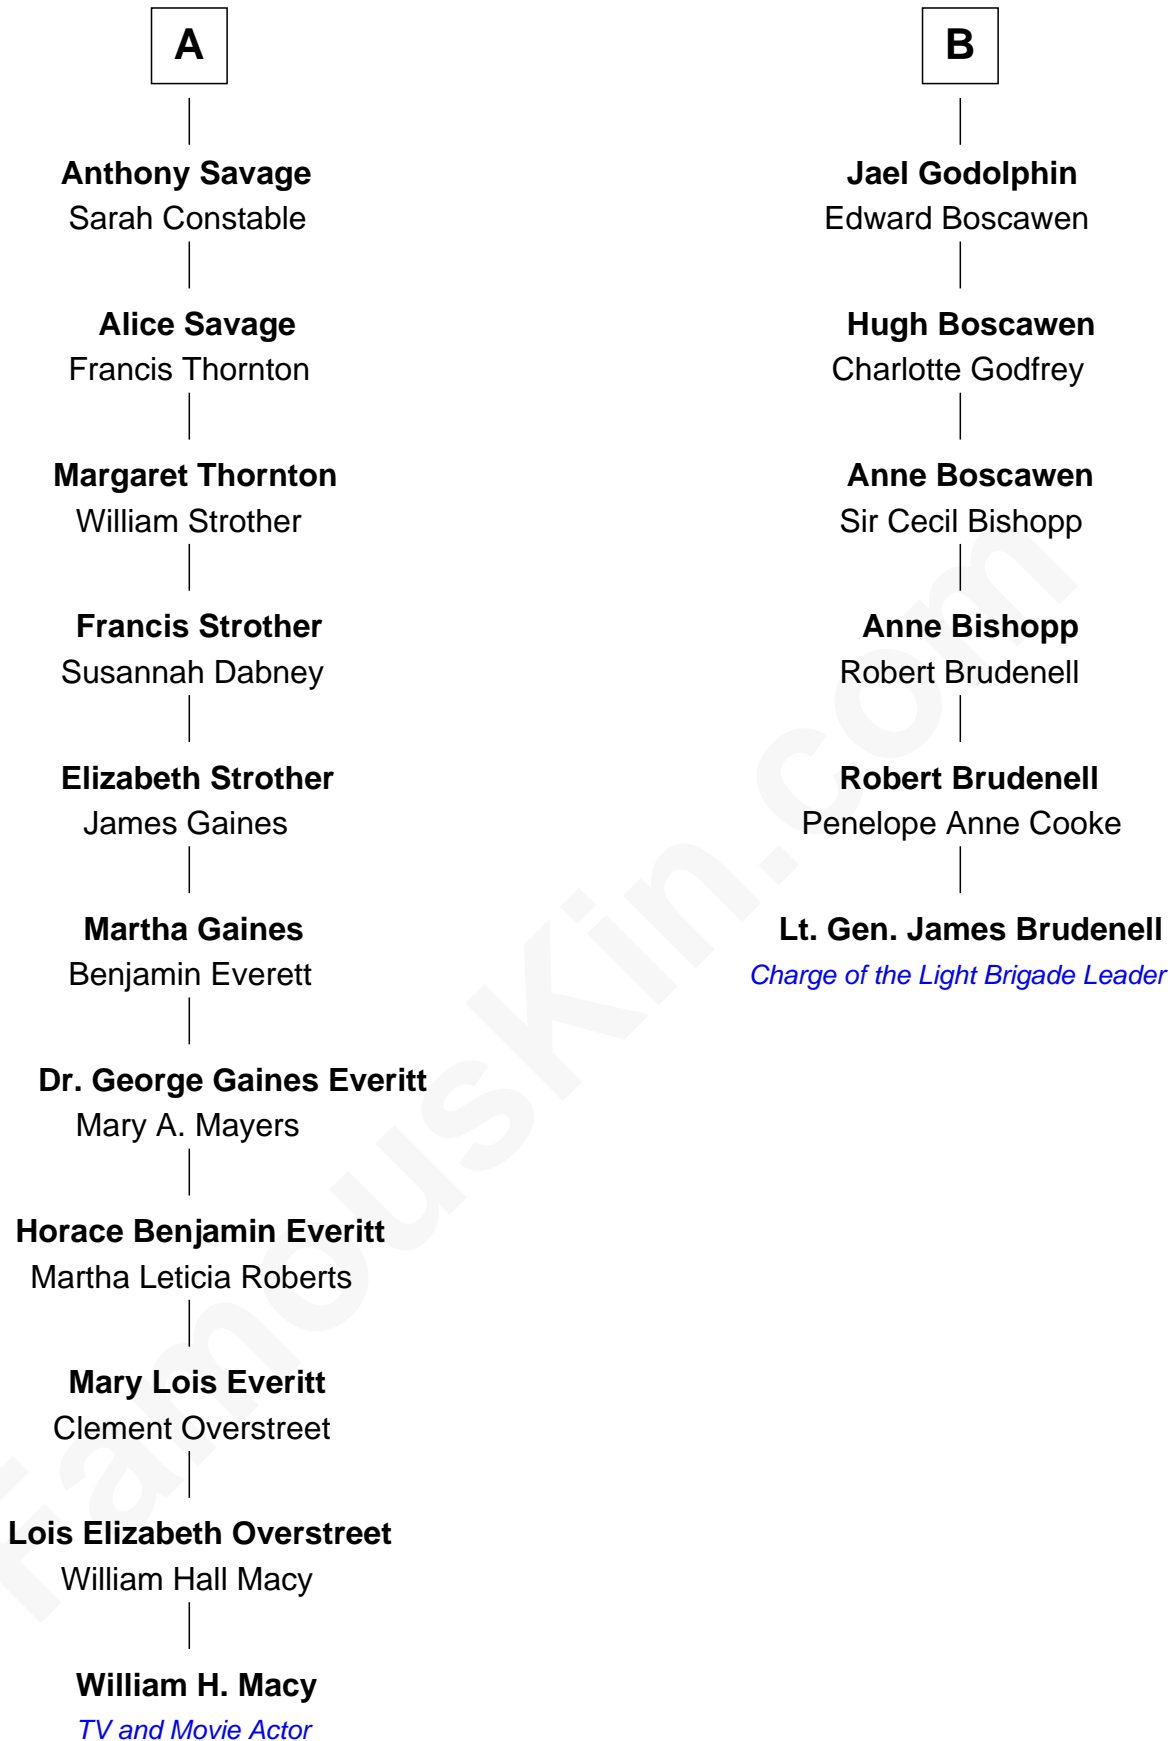 A
Anthony Savage
Sarah Constable
Alice Savage
Francis Thornton
Margaret Thornton
William Strother
Francis Strother
Susannah Dabney
Elizabeth Strother
James Gaines
Martha Gaines
Benjamin Everett
Dr. George Gaines Everitt
Mary A. Mayers
Horace Benjamin Everitt
Martha Leticia Roberts
Mary Lois Everitt
Clement Overstreet
Lois Elizabeth Overstreet
William Hall Macy
William H. Macy
TV and Movie Actor
B
Jael Godolphin
Edward Boscawen
Hugh Boscawen
Charlotte Godfrey
Anne Boscawen
Sir Cecil Bishopp
Anne Bishopp
Robert Brudenell
Robert Brudenell
Penelope Anne Cooke
Lt. Gen. James Brudenell
Charge of the Light Brigade Leader
FamousKin.com